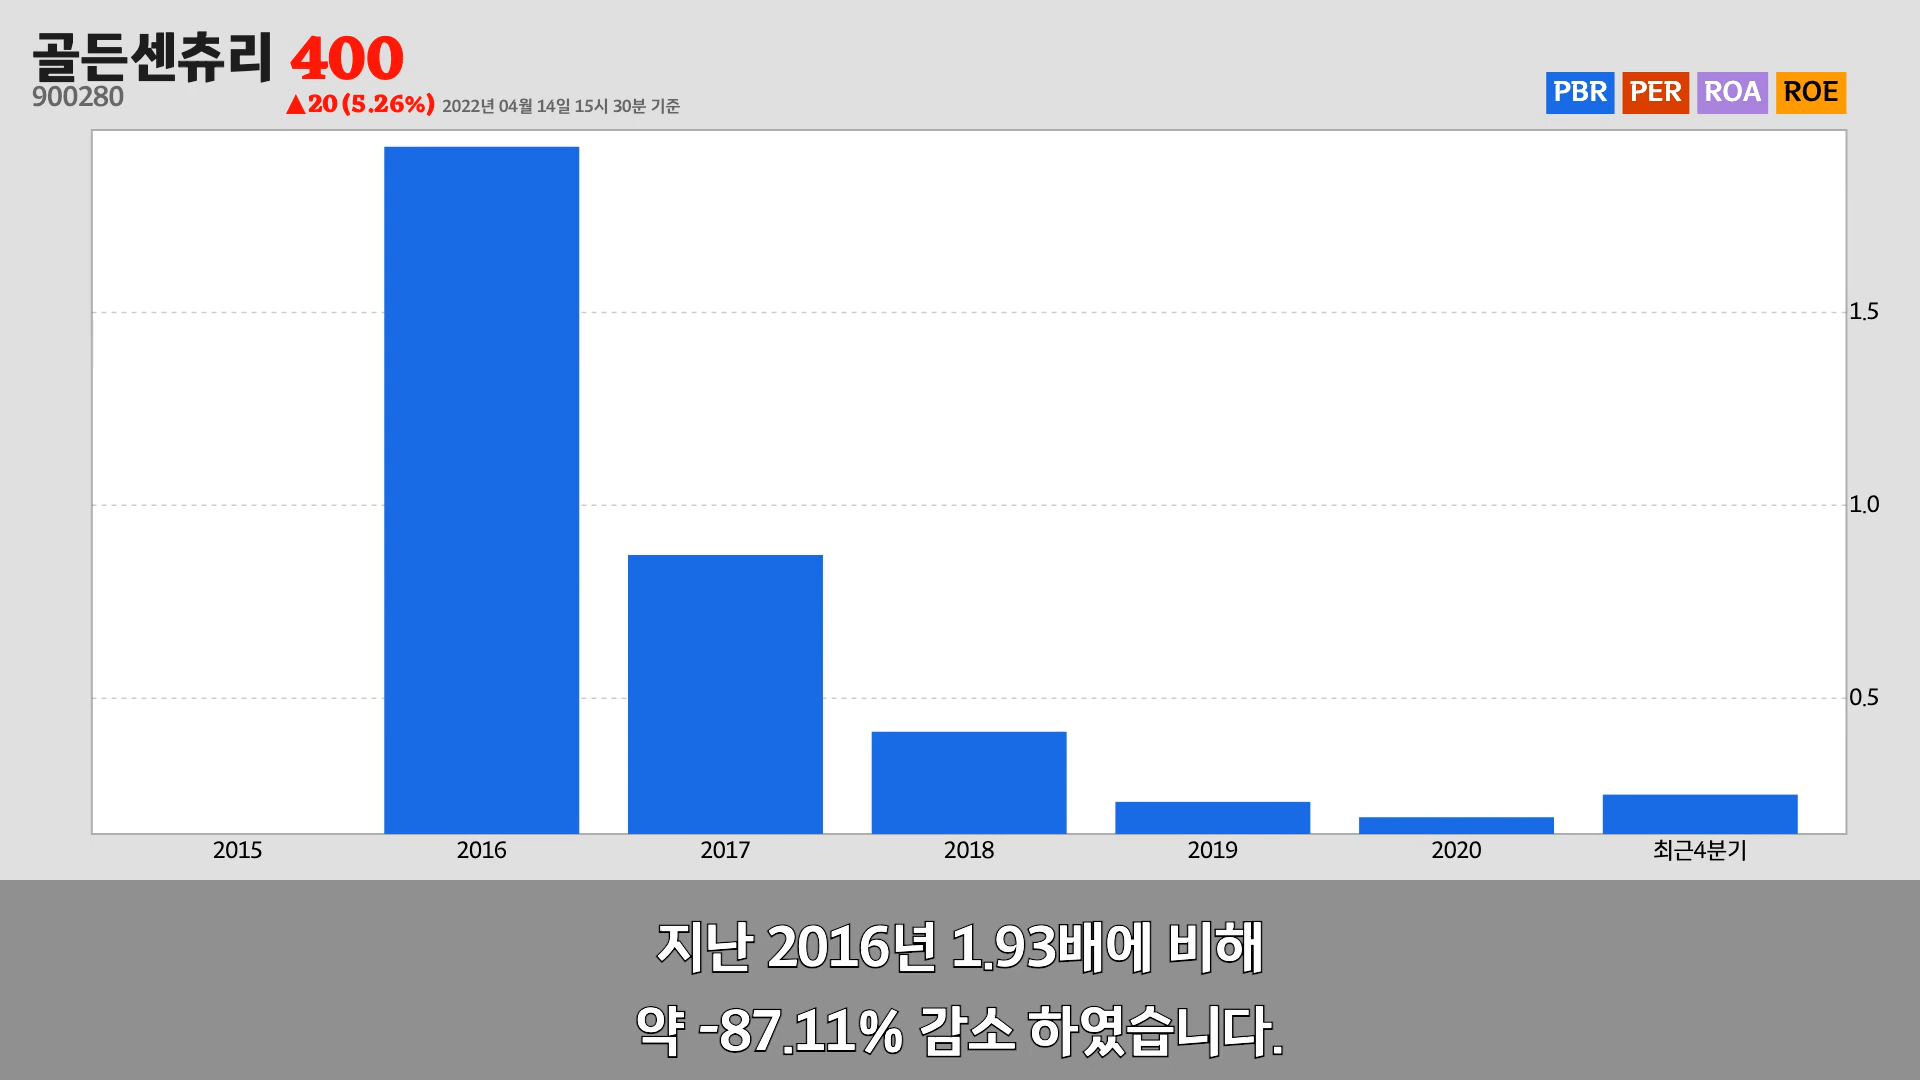 골든센츄리 400
900280
▲20 (5.26%) 2022년 04월 14일 15시 30분 기준
PBR PER ROA ROE
1.5
1.0
0.5
2015 2016 2017 2018 2019 2020 최근4분기
지난 2016년 1.93배에 비해
약 -87.11% 감소 하였습니다.